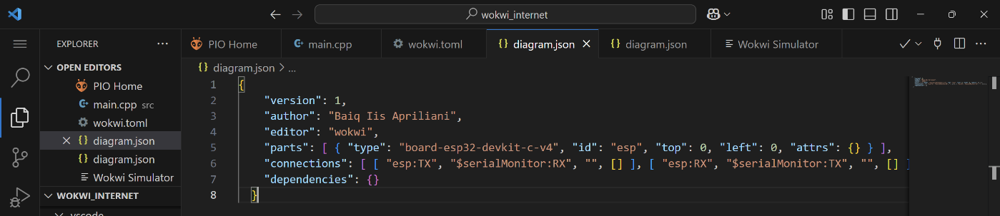 wokwi_internet
EXPLORER
PIO Home
main.cpp
wokwi.toml
diagram.json
diagram.json
Wokwi Simulator
OPEN EDITORS
PIO Home
main.cpp src
wokwi.toml
diagram.json
diagram.json
Wokwi Simulator
WOKWI_INTERNET
.vscode
{} diagram.json > ...
1 {
2 "version": 1,
3 "author": "Baiq Iis Apriliani",
4 "editor": "wokwi",
5 "parts": [ { "type": "board-esp32-devkit-c-v4", "id": "esp", "top": 0, "left": 0, "attrs": {} } ],
6 "connections": [ [ "esp:TX", "$serialMonitor:RX", "", [] ], [ "esp:RX", "$serialMonitor:TX", "", [] ]
7 "dependencies": {}
8 }